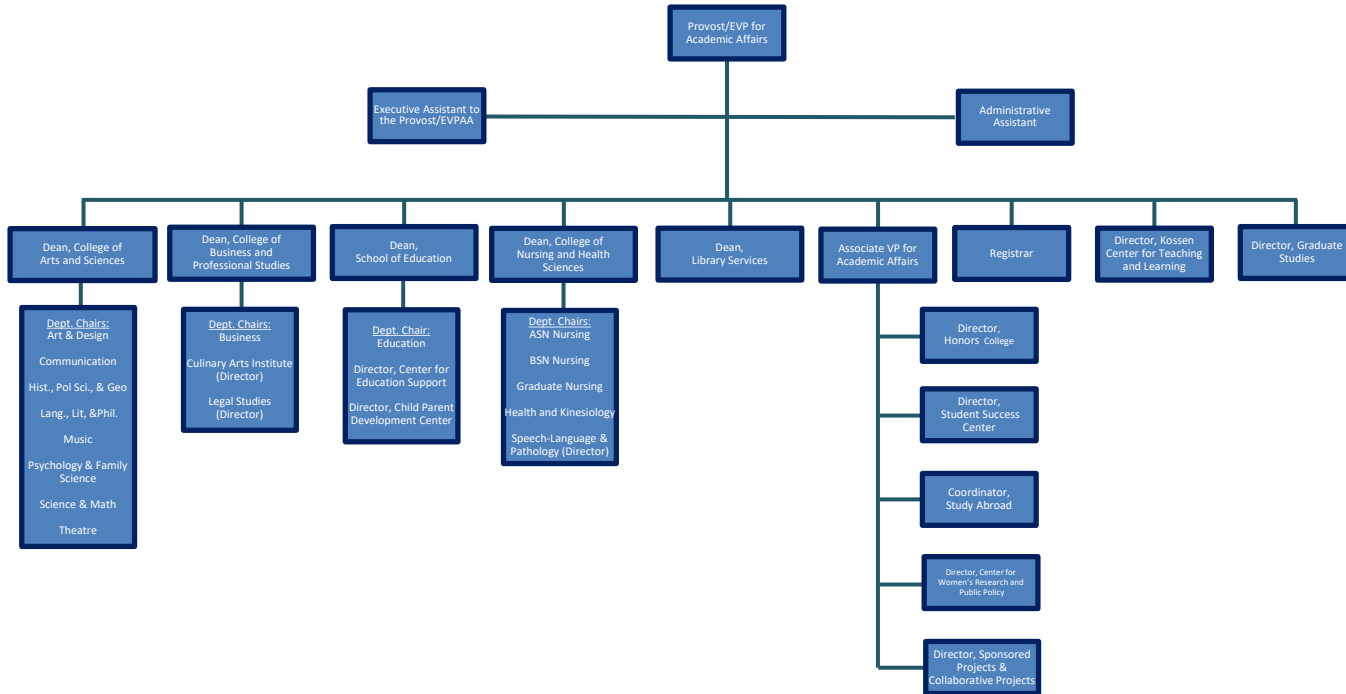 Provost/EVP for
Academic Affairs
Executive Assistant to
the Provost/EVPAA
Administrative
Assistant
Dean, College of
Arts and Sciences
Dean, College of
Business and
Professional Studies
Dean,
School of Education
Dean, College of
Nursing and Health
Sciences
Dean,
Library Services
Associate VP for
Academic Affairs
Registrar
Director, Kossen
Center for Teaching
and Learning
Director, Graduate
Studies
Dept. Chairs:
Art & Design
Communication
Hist., Pol Sci., & Geo
Lang., Lit, &Phil.
Music
Psychology & Family
Science
Science & Math
Theatre
Dept. Chairs:
Business
Culinary Arts Institute
(Director)
Legal Studies
(Director)
Dept. Chair:
Education
Director, Center for
Education Support
Director, Child Parent
Development Center
Dept. Chairs:
ASN Nursing
BSN Nursing
Graduate Nursing
Health and Kinesiology
Speech-Language &
Pathology (Director)
Director,
Honors College
Director,
Student Success
Center
Coordinator,
Study Abroad
Director, Center for
Women's Research and
Public Policy
Director, Sponsored
Projects &
Collaborative Projects